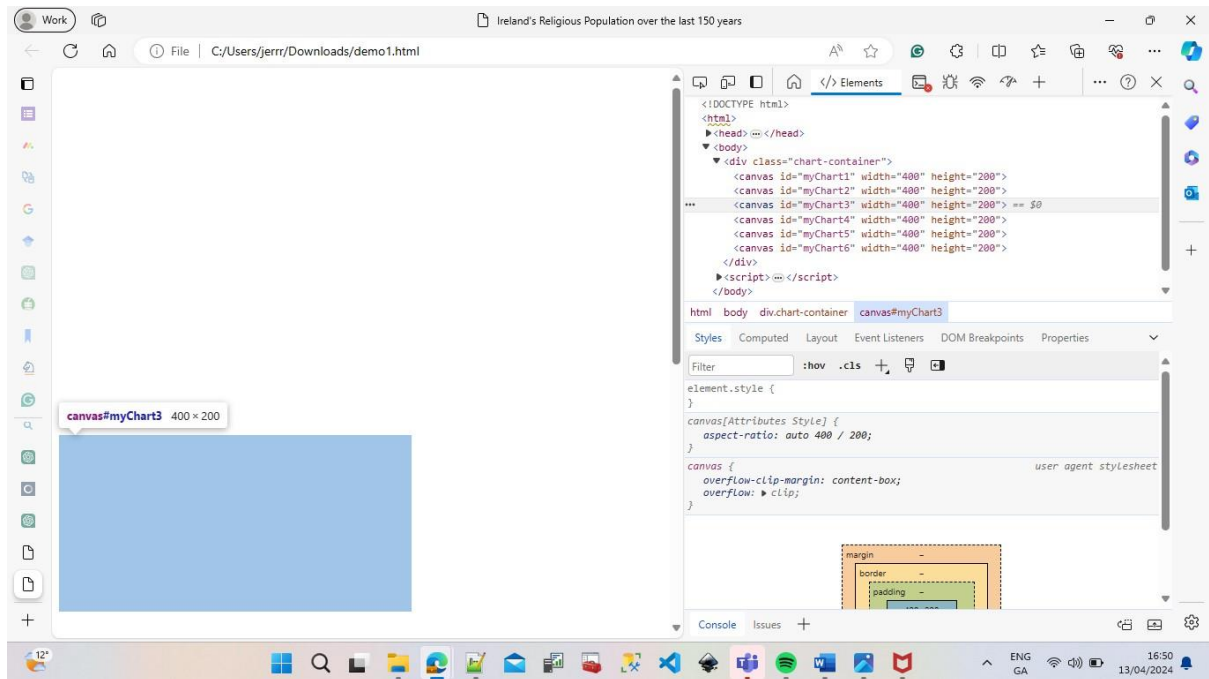 Work
Ireland's Religious Population over the last 150 years
File | C:/Users/jerrr/Downloads/demo1.html
</> Elements
<!DOCTYPE html>
<html>
<head> ... </head>
<body>
<div class="chart-container">
<canvas id="myChart1" width="400" height="200">
<canvas id="myChart2" width="400" height="200">
... <canvas id="myChart3" width="400" height="200"> == $0
<canvas id="myChart4" width="400" height="200">
<canvas id="myChart5" width="400" height="200">
<canvas id="myChart6" width="400" height="200">
</div>
<script> ... </script>
</body>
html body div.chart-container canvas#myChart3
Styles Computed Layout Event Listeners DOM Breakpoints Properties
Filter :hov .cls
element.style {
}
canvas[Attributes Style] {
aspect-ratio: auto 400 / 200;
}
canvas { user agent stylesheet
overflow-clip-margin: content-box;
overflow: clip;
}
canvas#myChart3 400 × 200
margin -
border -
padding -
Console Issues
12°
ENG
GA
16:50
13/04/2024